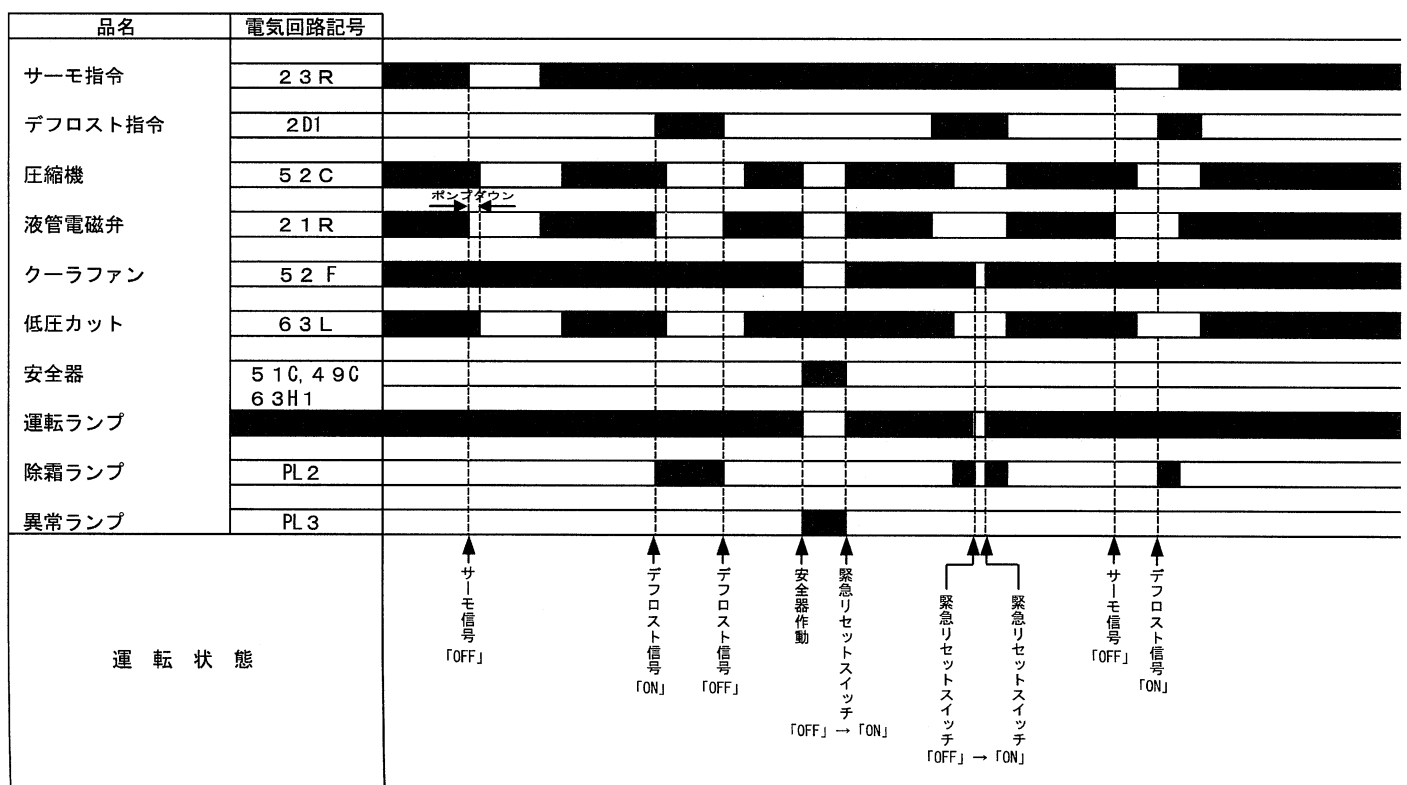 品名 電気回路記号
サーモ指令 23R
デフロスト指令 2D1
圧縮機 52C
ポンプダウン
液管電磁弁 21R
クーラファン 52F
低圧カット 63L
安全器 51C, 49C
63H1
運転ランプ
除霜ランプ PL2
異常ランプ PL3
運転状態
サーモ信号
「OFF」
デフロスト信号
「ON」
デフロスト信号
「OFF」
安全器作動
緊急リセットスイッチ
「OFF」→「ON」
緊急リセットスイッチ
緊急リセットスイッチ
「OFF」→「ON」
サーモ信号
「OFF」
デフロスト信号
「ON」